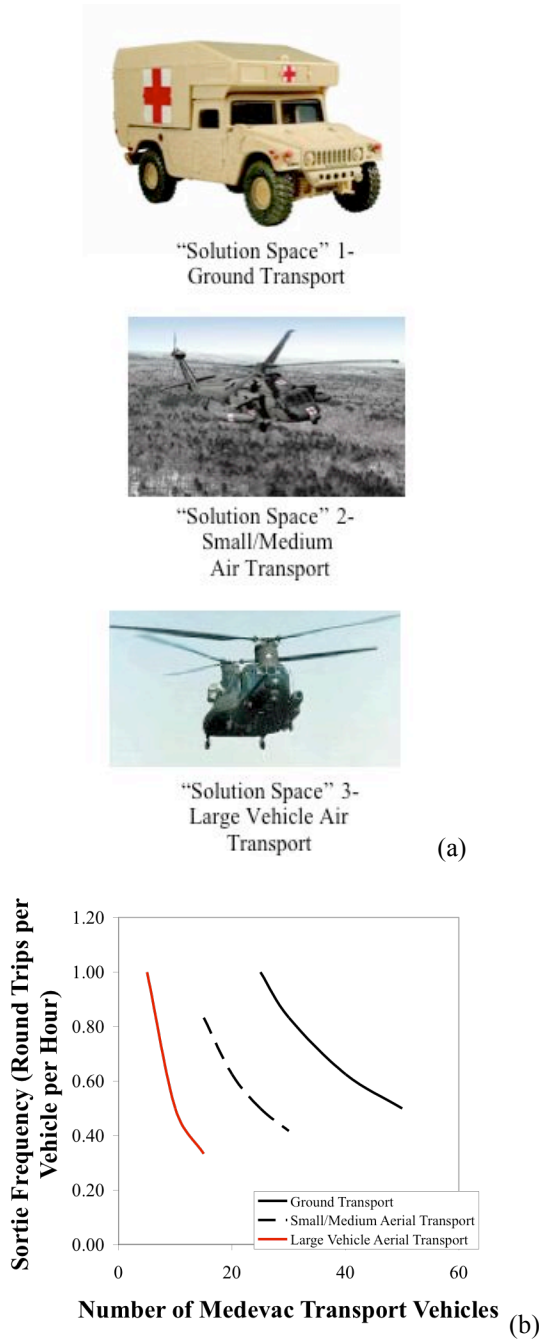 “Solution Space” 1-
Ground Transport
“Solution Space” 2-
Small/Medium
Air Transport
“Solution Space” 3-
Large Vehicle Air
Transport
(a)
Sortie Frequency (Round Trips per
Vehicle per Hour)
1.20
1.00
0.80
0.60
0.40
0.20
0.00
Ground Transport
Small/Medium Aerial Transport
Large Vehicle Aerial Transport
0 20 40 60
Number of Medevac Transport Vehicles
(b)